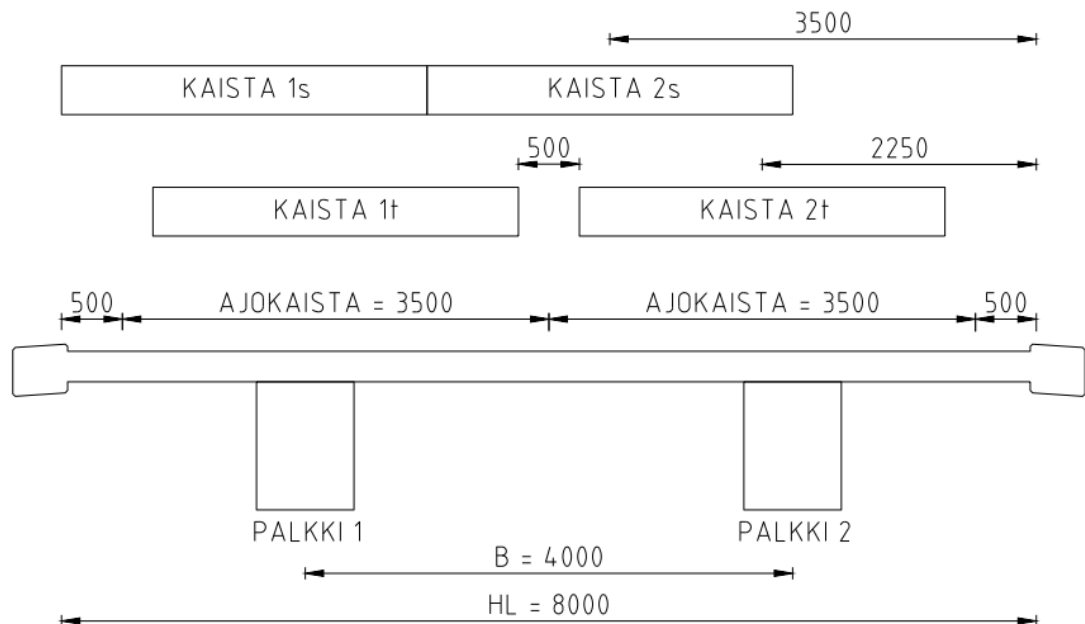 3500
KAISTA 1s KAISTA 2s
500 2250
KAISTA 1t KAISTA 2t
500 AJOKAISTA = 3500 AJOKAISTA = 3500 500
PALKKI 1 PALKKI 2
B = 4000
HL = 8000